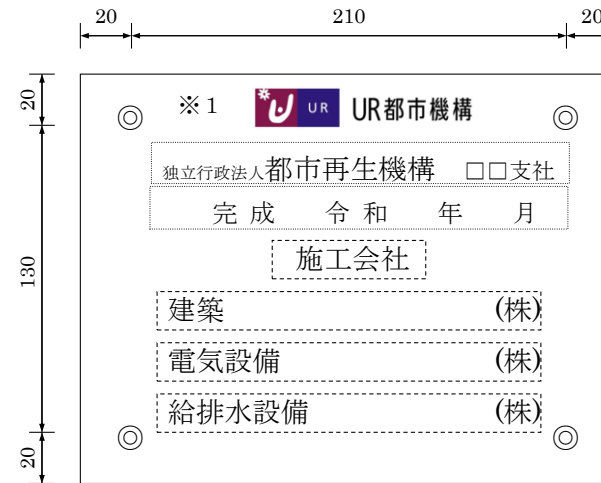 20 210 20
20
※1 UR UR都市機構
独立行政法人都市再生機構 □□支社
完成 令和 年 月
130
施工会社
建築 (株)
電気設備 (株)
給排水設備 (株)
20